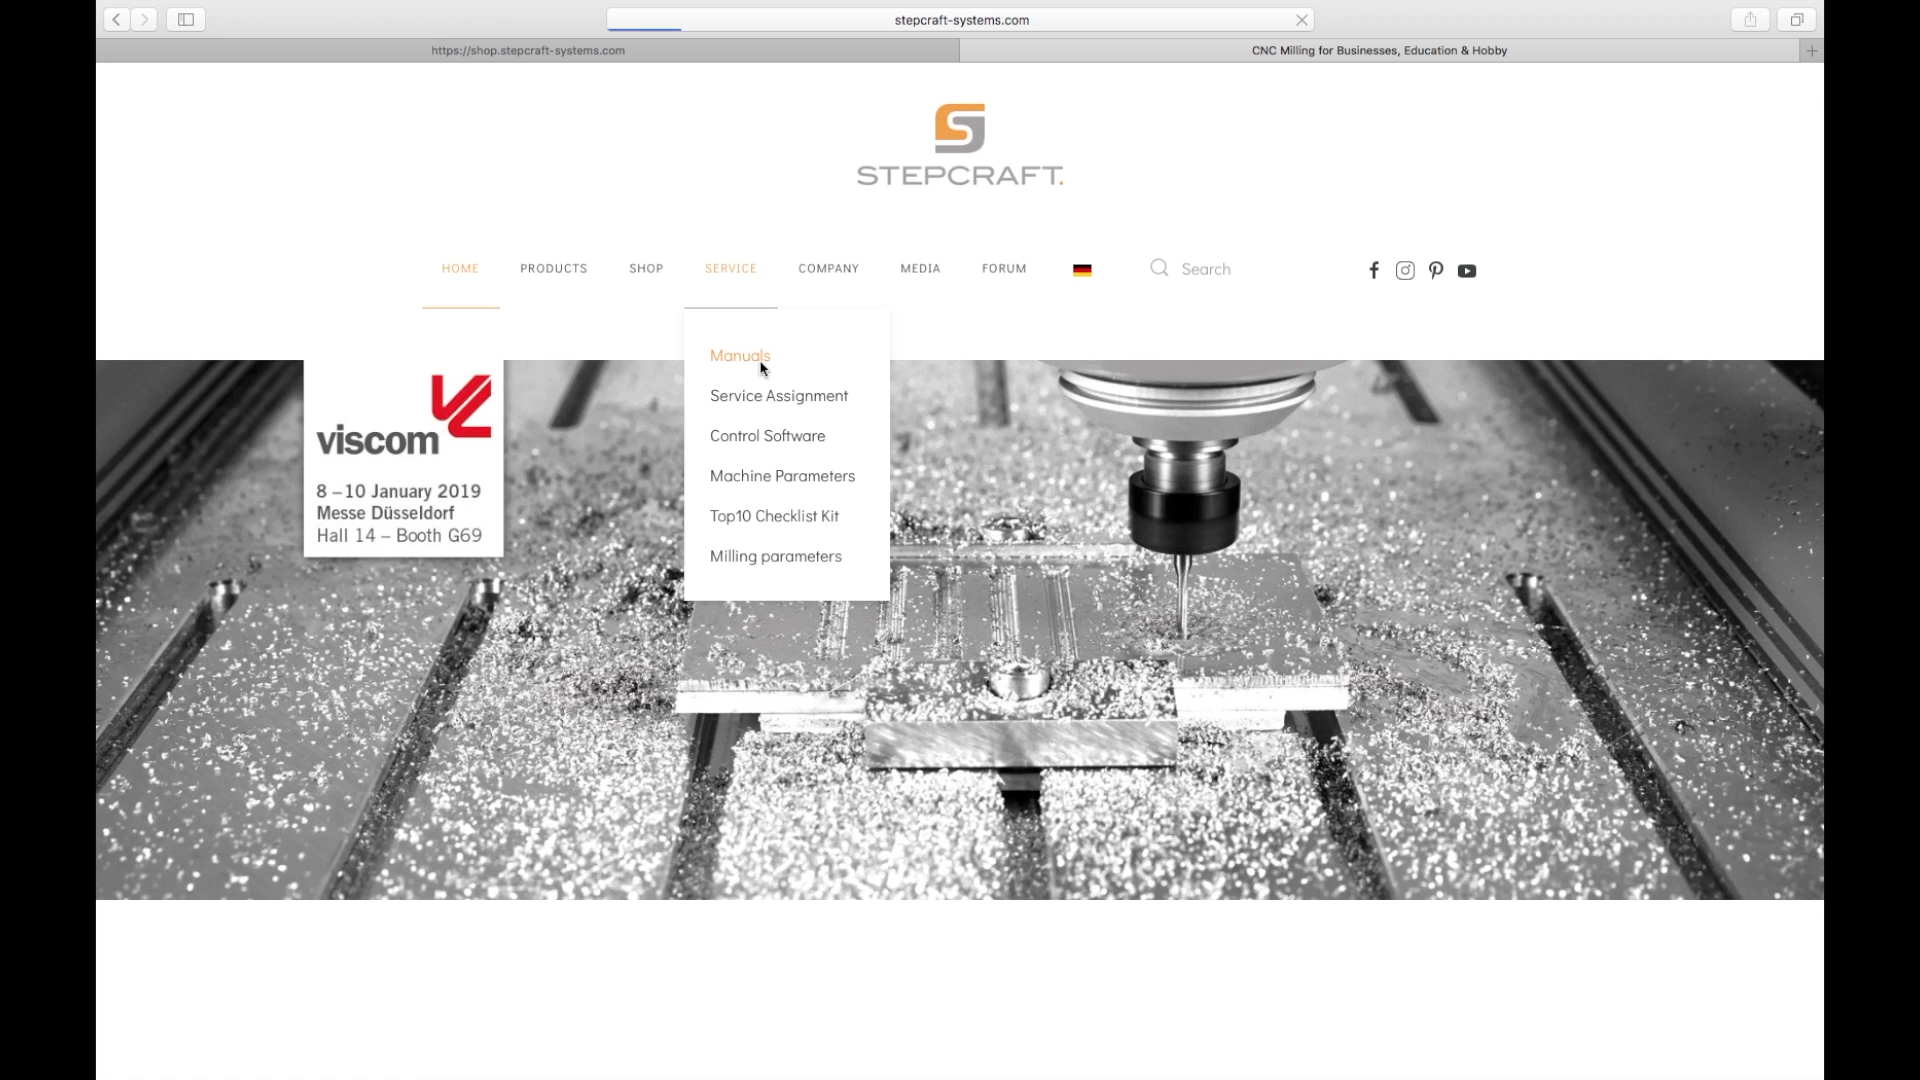 stepcraft-systems.com
https://shop.stepcraft-systems.com
CNC Milling for Businesses, Education & Hobby
STEPCRAFT.
HOME PRODUCTS SHOP SERVICE COMPANY MEDIA FORUM Search
Manuals
Service Assignment
Control Software
Machine Parameters
Top10 Checklist Kit
Milling parameters
viscom
8 – 10 January 2019
Messe Düsseldorf
Hall 14 – Booth G69